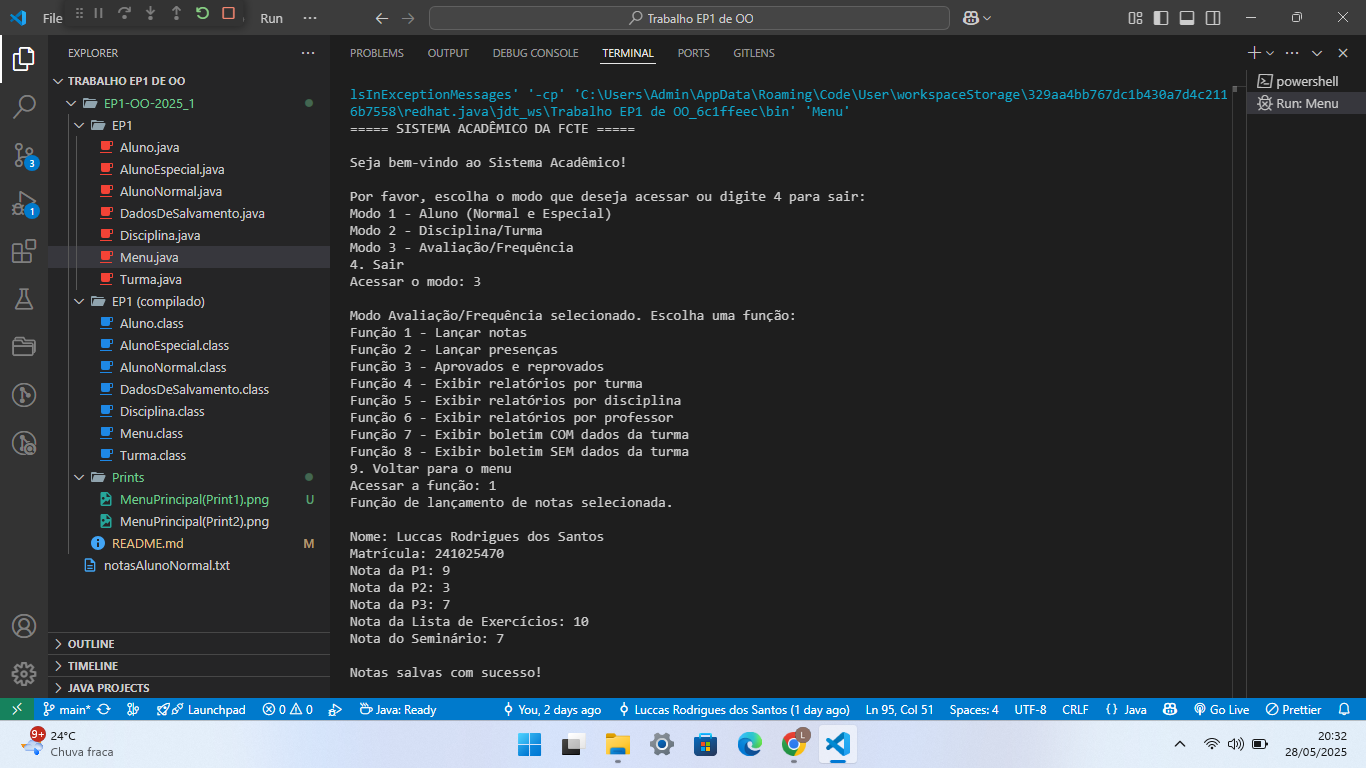 File
Run
···
Trabalho EP1 de OO
EXPLORER
···
TRABALHO EP1 DE OO
EP1-OO-2025_1
EP1
Aluno.java
AlunoEspecial.java
AlunoNormal.java
DadosDeSalvamento.java
Disciplina.java
Menu.java
Turma.java
EP1 (compilado)
Aluno.class
AlunoEspecial.class
AlunoNormal.class
DadosDeSalvamento.class
Disciplina.class
Menu.class
Turma.class
Prints
MenuPrincipal(Print1).png U
MenuPrincipal(Print2).png
README.md M
notasAlunoNormal.txt
OUTLINE
TIMELINE
JAVA PROJECTS
3
1
PROBLEMS OUTPUT DEBUG CONSOLE TERMINAL PORTS GITLENS
lsInExceptionMessages' '-cp' 'C:\Users\Admin\AppData\Roaming\Code\User\workspaceStorage\329aa4bb767dc1b430a7d4c211
6b7558\redhat.java\jdt_ws\Trabalho EP1 de OO_6c1ffeec\bin' 'Menu'
===== SISTEMA ACADÊMICO DA FCTE =====
Seja bem-vindo ao Sistema Acadêmico!
Por favor, escolha o modo que deseja acessar ou digite 4 para sair:
Modo 1 - Aluno (Normal e Especial)
Modo 2 - Disciplina/Turma
Modo 3 - Avaliação/Frequência
4. Sair
Acessar o modo: 3
Modo Avaliação/Frequência selecionado. Escolha uma função:
Função 1 - Lançar notas
Função 2 - Lançar presenças
Função 3 - Aprovados e reprovados
Função 4 - Exibir relatórios por turma
Função 5 - Exibir relatórios por disciplina
Função 6 - Exibir relatórios por professor
Função 7 - Exibir boletim COM dados da turma
Função 8 - Exibir boletim SEM dados da turma
9. Voltar para o menu
Acessar a função: 1
Função de lançamento de notas selecionada.
Nome: Luccas Rodrigues dos Santos
Matrícula: 241025470
Nota da P1: 9
Nota da P2: 3
Nota da P3: 7
Nota da Lista de Exercícios: 10
Nota do Seminário: 7
Notas salvas com sucesso!
powershell
Run: Menu
main* Launchpad 0 0 Java: Ready You, 2 days ago Luccas Rodrigues dos Santos (1 day ago) Ln 95, Col 51 Spaces: 4 UTF-8 CRLF {} Java Go Live Prettier
9+
24°C
Chuva fraca
L
20:32
28/05/2025